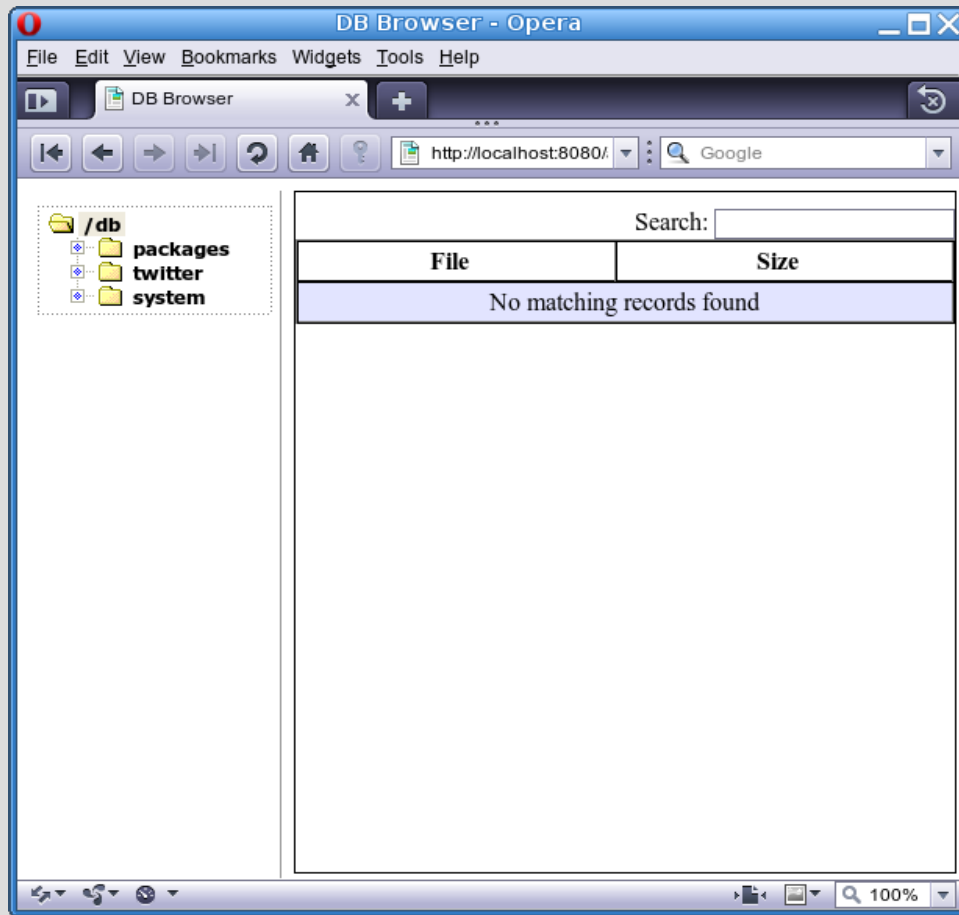 DB Browser - Opera
File Edit View Bookmarks Widgets Tools Help
DB Browser
http://localhost:8080/ Google
/db
packages
twitter
system
Search:
File Size
No matching records found
100%